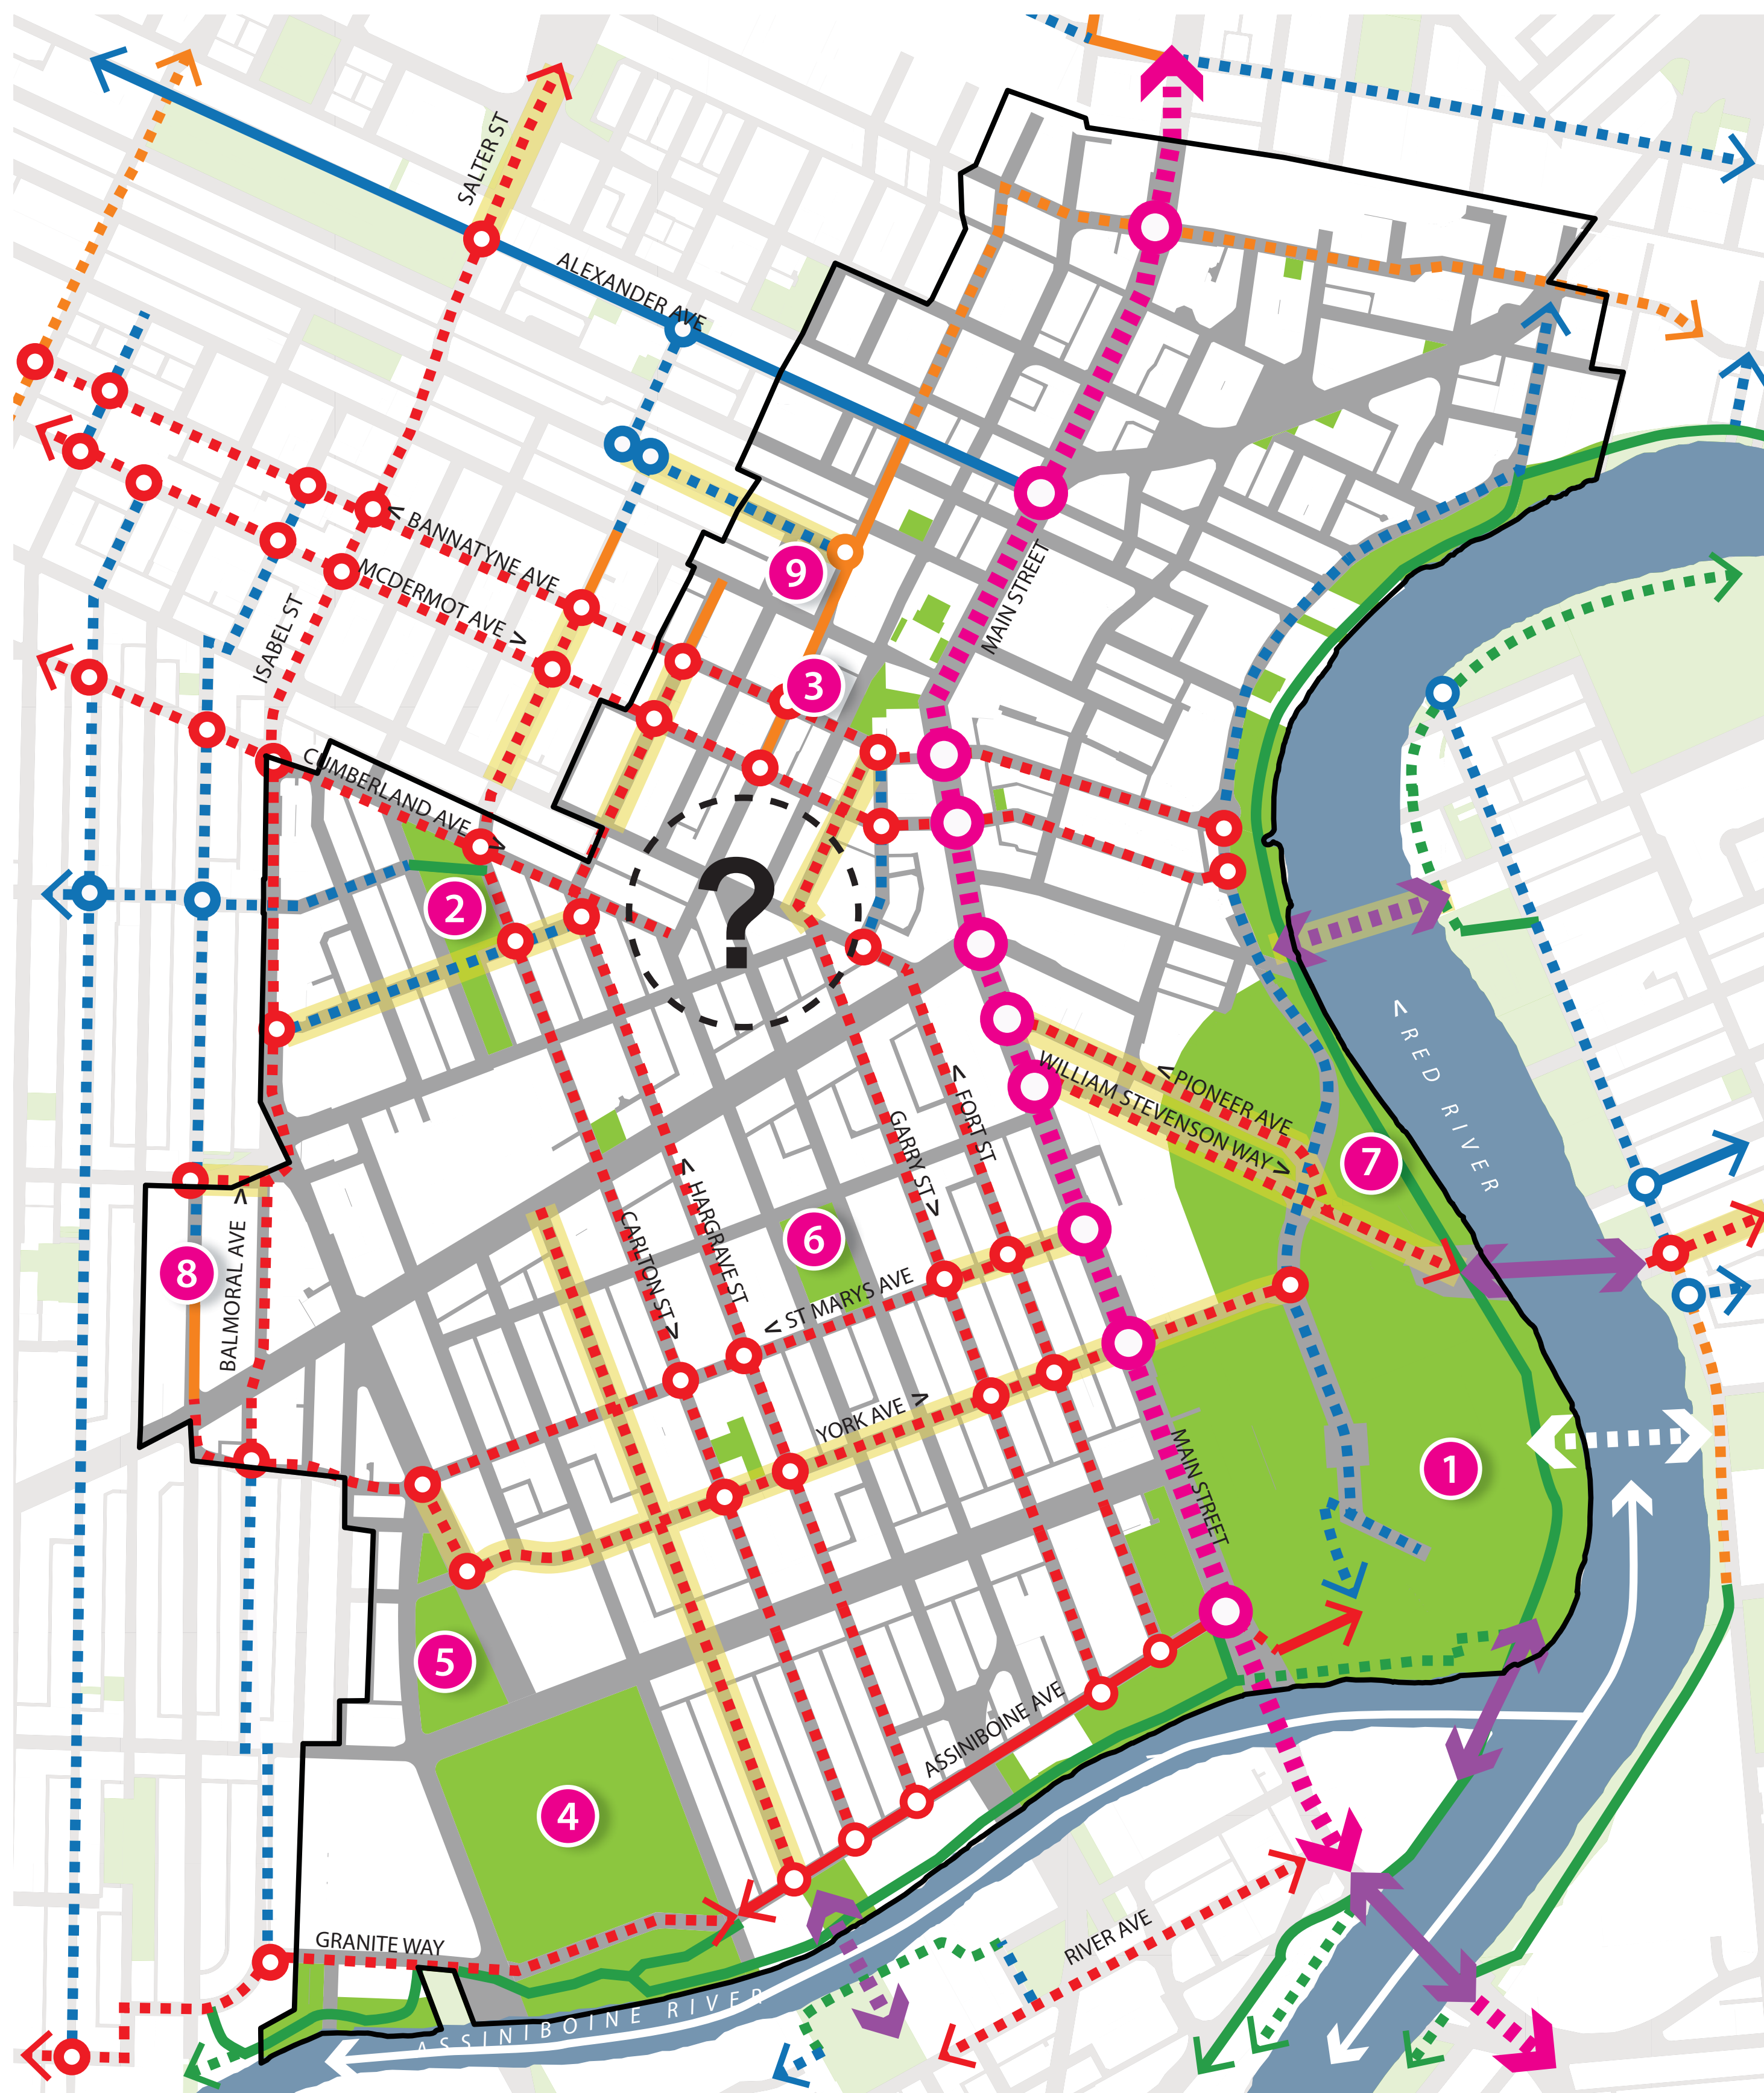 SALTER ST
ALEXANDER AVE
< BANNATYNE AVE
MCDERMOT AVE >
9
MAIN STREET
ISABEL ST
3
CUMBERLAND AVE >
2
?
< RED RIVER
< PIONEER AVE
WILLIAM STEVENSON WAY >
< FORT ST
GARRY ST >
7
< HARGRAVE ST
CARLTON ST >
6
BALMORAL AVE >
8
< ST MARYS AVE
YORK AVE >
MAIN STREET
1
5
ASSINIBOINE AVE
4
GRANITE WAY
RIVER AVE
ASSINIBOINE RIVER